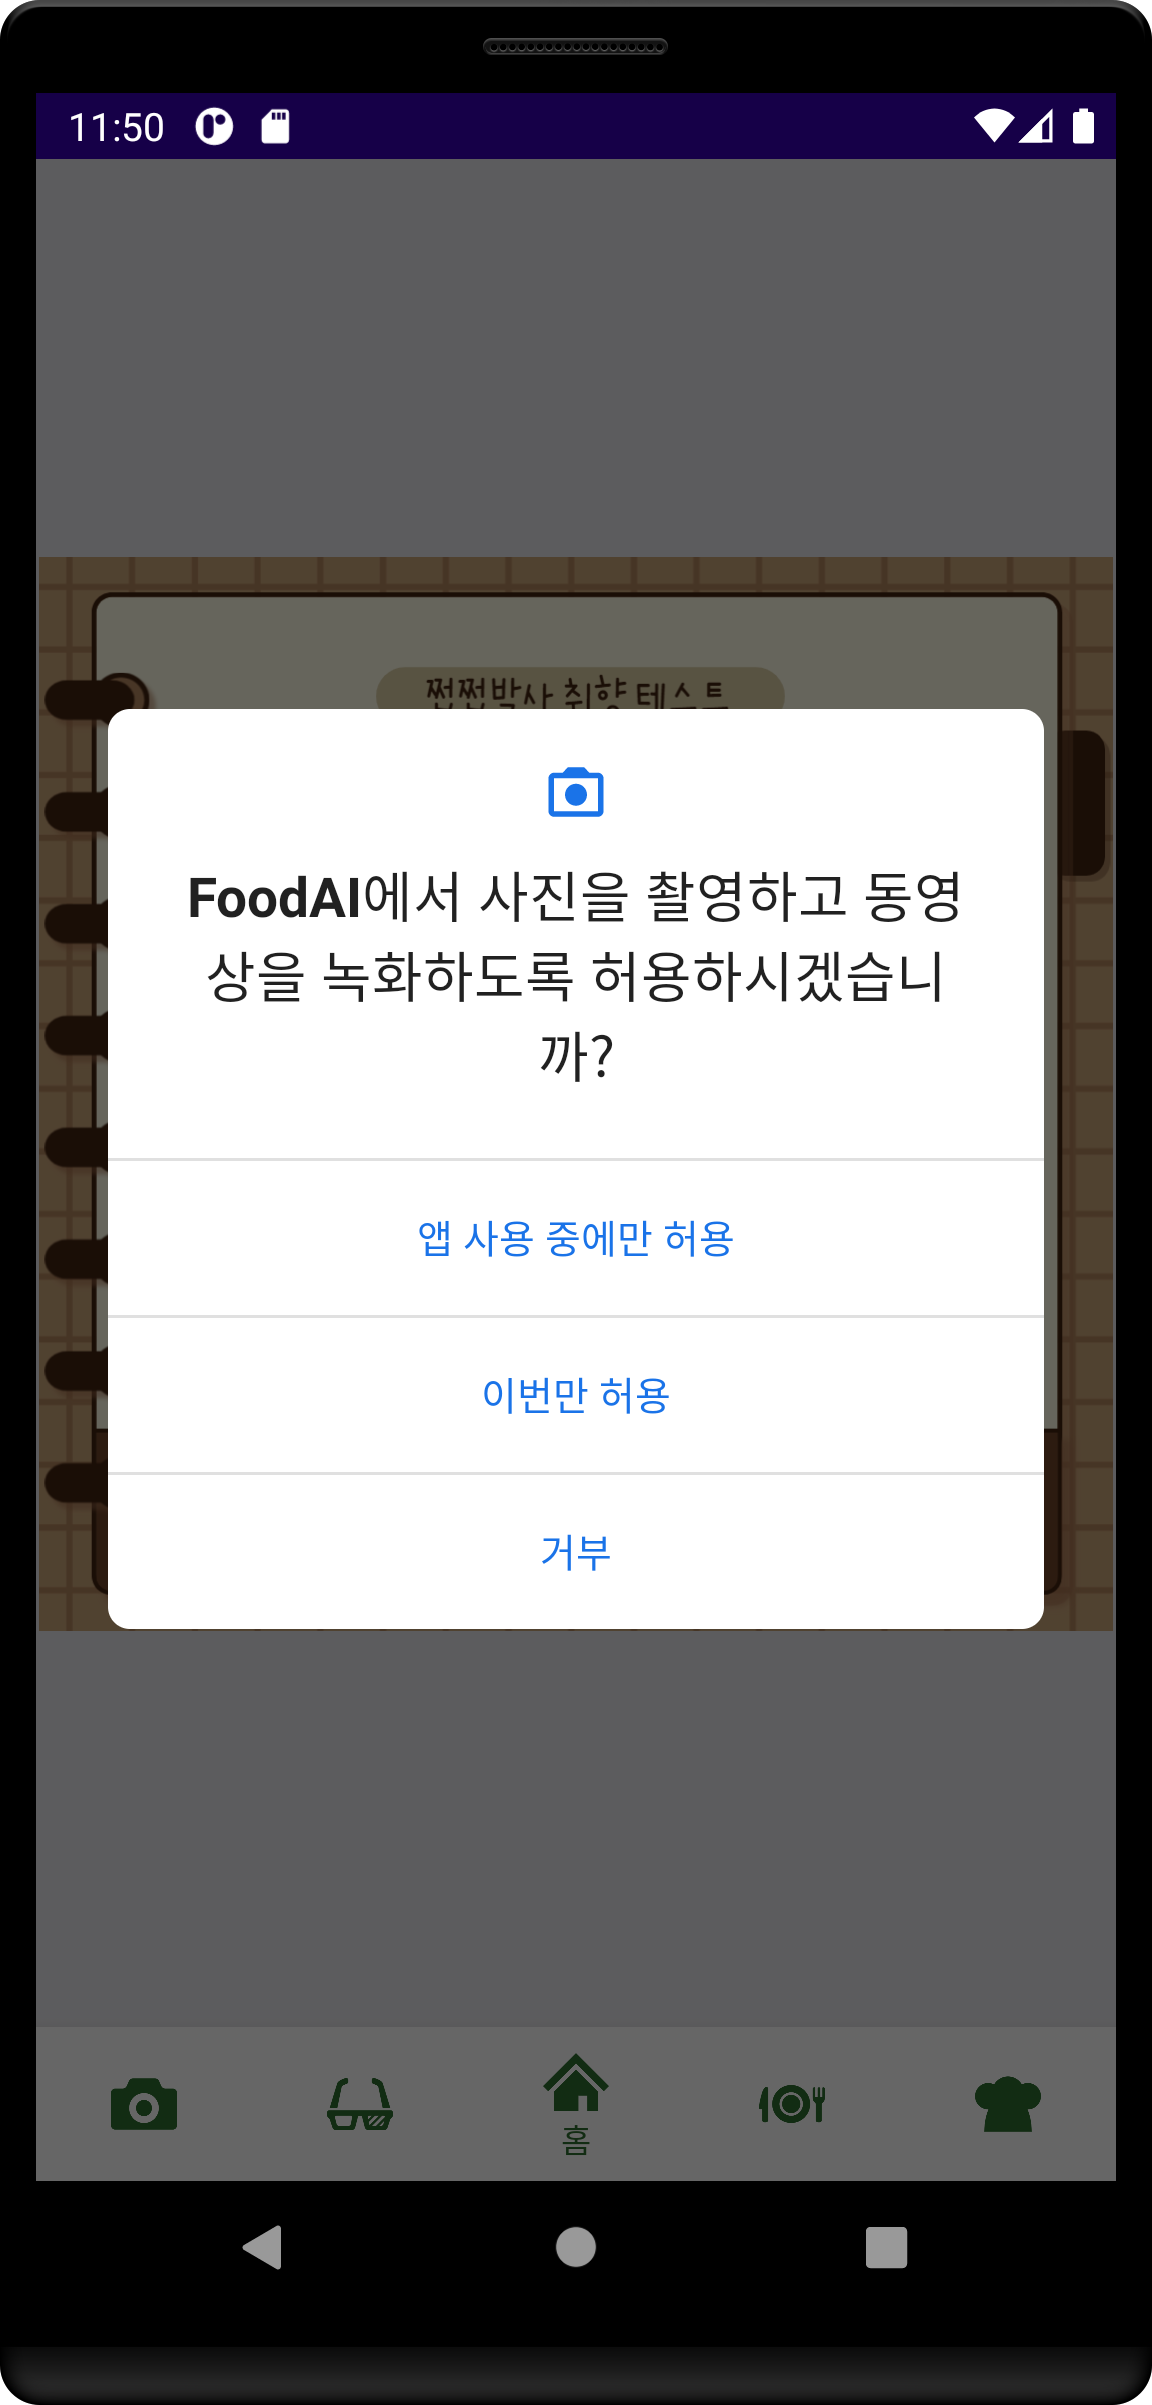 11:50
쩝쩝박사 취향 테스트
FoodAI에서 사진을 촬영하고 동영
상을 녹화하도록 허용하시겠습니
까?
앱 사용 중에만 허용
이번만 허용
거부
홈